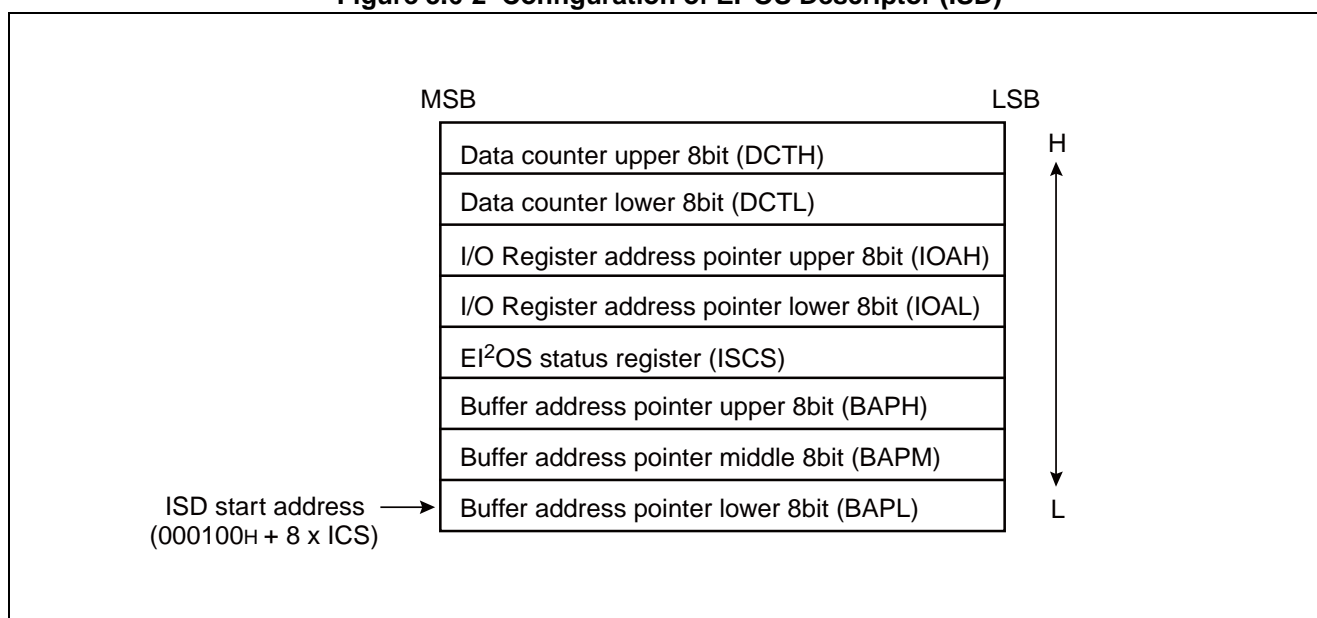 MSB LSB
Data counter upper 8bit (DCTH)
H
Data counter lower 8bit (DCTL)
I/O Register address pointer upper 8bit (IOAH)
I/O Register address pointer lower 8bit (IOAL)
EI²OS status register (ISCS)
Buffer address pointer upper 8bit (BAPH)
Buffer address pointer middle 8bit (BAPM)
ISD start address
(000100H + 8 x ICS)
Buffer address pointer lower 8bit (BAPL)
L